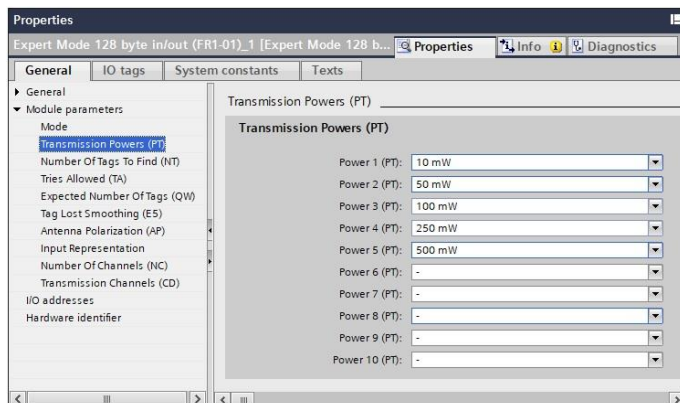 Properties
Expert Mode 128 byte in/out (FR1-01)_1 [Expert Mode 128 b...
Properties
Info
Diagnostics
General
IO tags
System constants
Texts
General
Module parameters
Mode
Transmission Powers (PT)
Number Of Tags To Find (NT)
Tries Allowed (TA)
Expected Number Of Tags (QW)
Tag Lost Smoothing (E5)
Antenna Polarization (AP)
Input Representation
Number Of Channels (NC)
Transmission Channels (CD)
I/O addresses
Hardware identifier
Transmission Powers (PT)
Transmission Powers (PT)
Power 1 (PT): 10 mW
Power 2 (PT): 50 mW
Power 3 (PT): 100 mW
Power 4 (PT): 250 mW
Power 5 (PT): 500 mW
Power 6 (PT): -
Power 7 (PT): -
Power 8 (PT): -
Power 9 (PT): -
Power 10 (PT): -